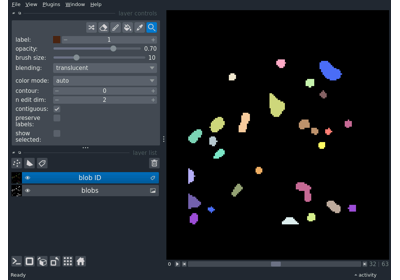 File View Plugins Window Help
layer controls
label: 1
opacity: 0.70
brush size: 10
blending: translucent
color mode: auto
contour: 0
n edit dim: 2
contiguous:
preserve
labels:
show
selected:
layer list
blob ID
blobs
32 63
Ready
activity